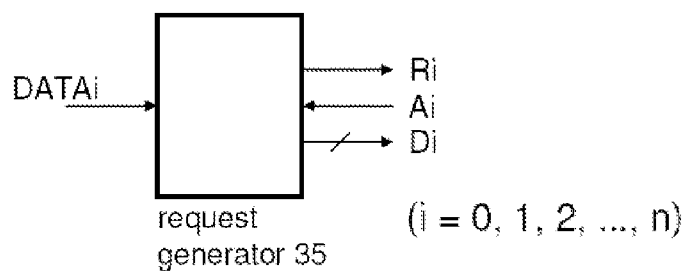 DATAi
Ri
Ai
Di
request
generator 35
(i = 0, 1, 2, ..., n)